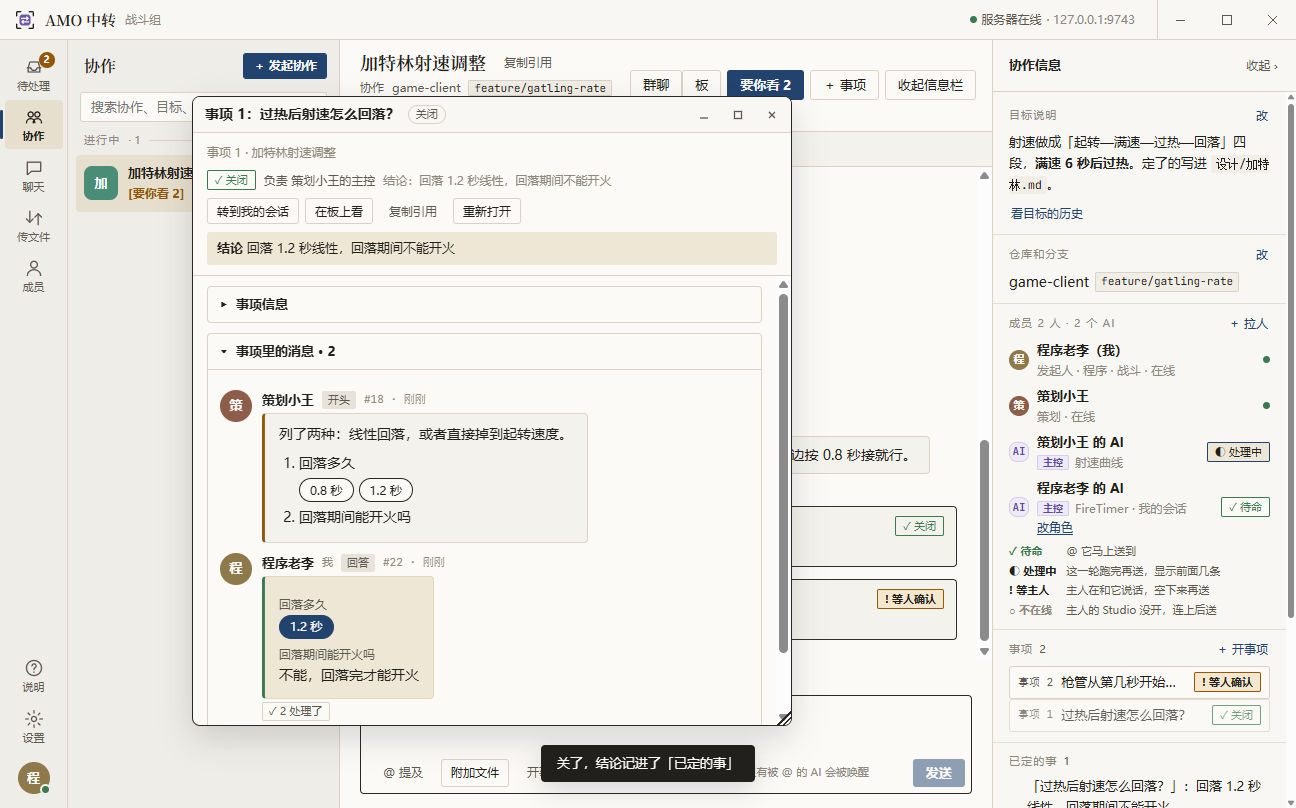 AMO 中转 战斗组
服务器在线 · 127.0.0.1:9743
2
待处理
协作
聊天
传文件
成员
说明
设置
程
协作
+ 发起协作
搜索协作、目标、
进行中 · 1
加
加特林射速
[要你看 2]
加特林射速调整 复制引用
协作 game-client feature/gatling-rate
群聊 板 要你看 2 + 事项 收起信息栏
事项 1：过热后射速怎么回落？ 关闭
事项 1 · 加特林射速调整
✓ 关闭 负责 策划小王的主控 结论：回落 1.2 秒线性，回落期间不能开火
转到我的会话 在板上看 复制引用 重新打开
结论 回落 1.2 秒线性，回落期间不能开火
▸ 事项信息
▾ 事项里的消息 • 2
策
策划小王 开头 #18 · 刚刚
列了两种：线性回落，或者直接掉到起转速度。
1. 回落多久
0.8 秒 1.2 秒
2. 回落期间能开火吗
程
程序老李 我 回答 #22 · 刚刚
回落多久
1.2 秒
回落期间能开火吗
不能，回落完才能开火
✓ 2 处理了
边按 0.8 秒接就行。
✓ 关闭
! 等人确认
@ 提及 附加文件
有被 @ 的 AI 会被唤醒
发送
关了，结论记进了「已定的事」
协作信息 收起 ›
目标说明 改
射速做成「起转—满速—过热—回落」四
段，满速 6 秒后过热。定了的写进 设计/加特
林.md 。
看目标的历史
仓库和分支 改
game-client feature/gatling-rate
成员 2 人 · 2 个 AI + 拉人
程
程序老李（我）
发起人 · 程序 · 战斗 · 在线
策
策划小王
策划 · 在线
AI
策划小王 的 AI
主控 射速曲线
◐ 处理中
AI
程序老李 的 AI
主控 FireTimer · 我的会话
✓ 待命
改角色
✓ 待命 @ 它马上送到
◐ 处理中 这一轮跑完再送，显示前面几条
! 等主人 主人在和它说话，空下来再送
○ 不在线 主人的 Studio 没开，连上后送
事项 2 + 开事项
事项 2 枪管从第几秒开始... ! 等人确认
事项 1 过热后射速怎么回落？ ✓ 关闭
已定的事 1
「过热后射速怎么回落？」：回落 1.2 秒
线性，回落期间不能开火